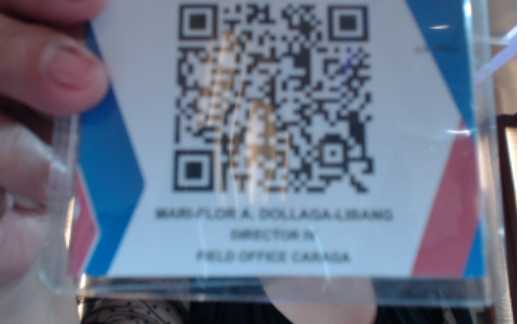 MARI-FLOR A. DOLLAGA-LIBANG
DIRECTOR IV
FIELD OFFICE CARAGA